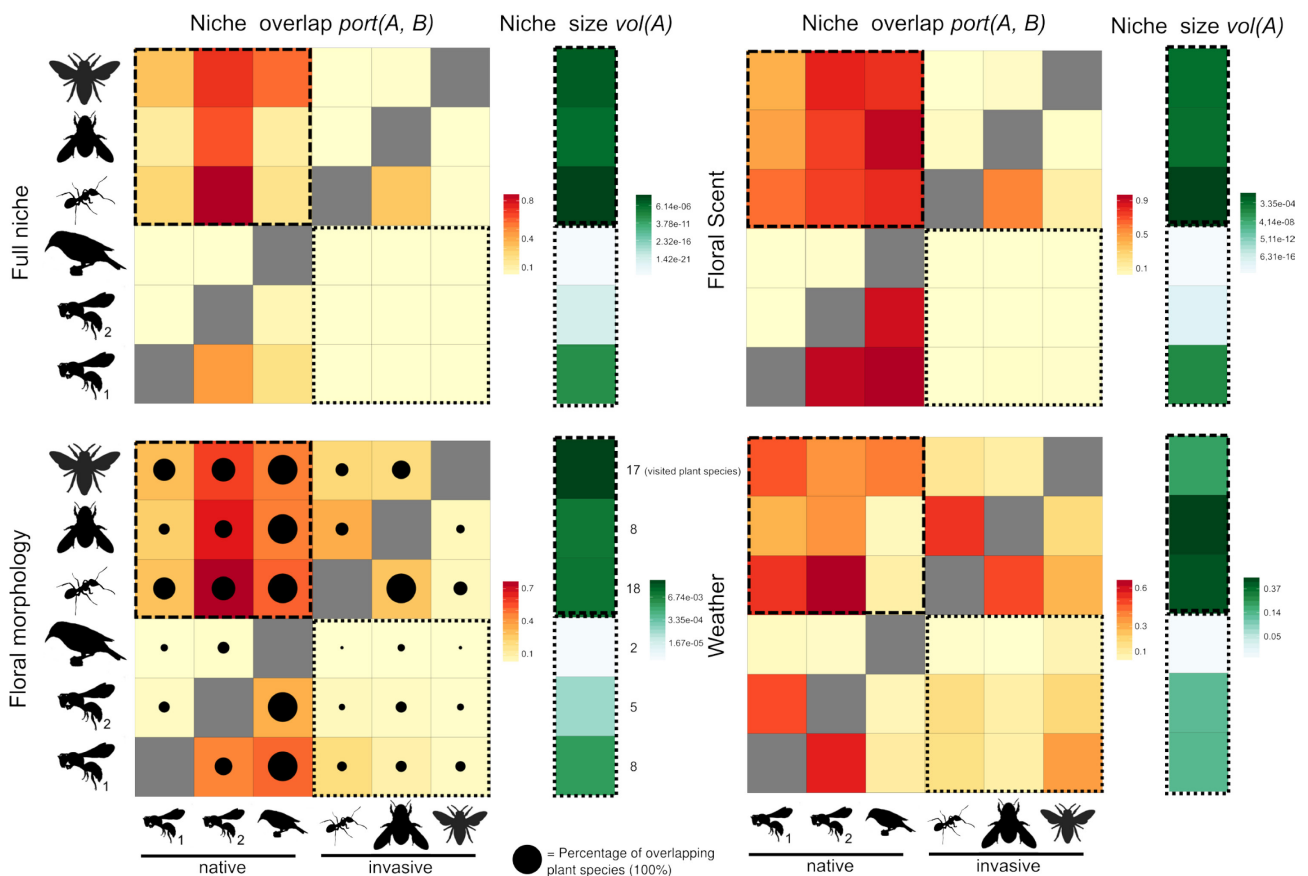 Niche overlap port(A, B)
Niche size vol(A)
Niche overlap port(A, B)
Niche size vol(A)
Full niche
2
1
0.8
0.4
0.1
6.14e-06
3.78e-11
2.32e-16
1.42e-21
Floral Scent
0.9
0.5
0.1
3.35e-04
4,14e-08
5,11e-12
6.31e-16
Floral morphology
2
1
0.7
0.4
0.1
17 (visited plant species)
8
18
2
5
8
6.74e-03
3.35e-04
1.67e-05
Weather
0.6
0.3
0.1
0.37
0.14
0.05
1
2
native
invasive
= Percentage of overlapping
plant species (100%)
1
2
native
invasive